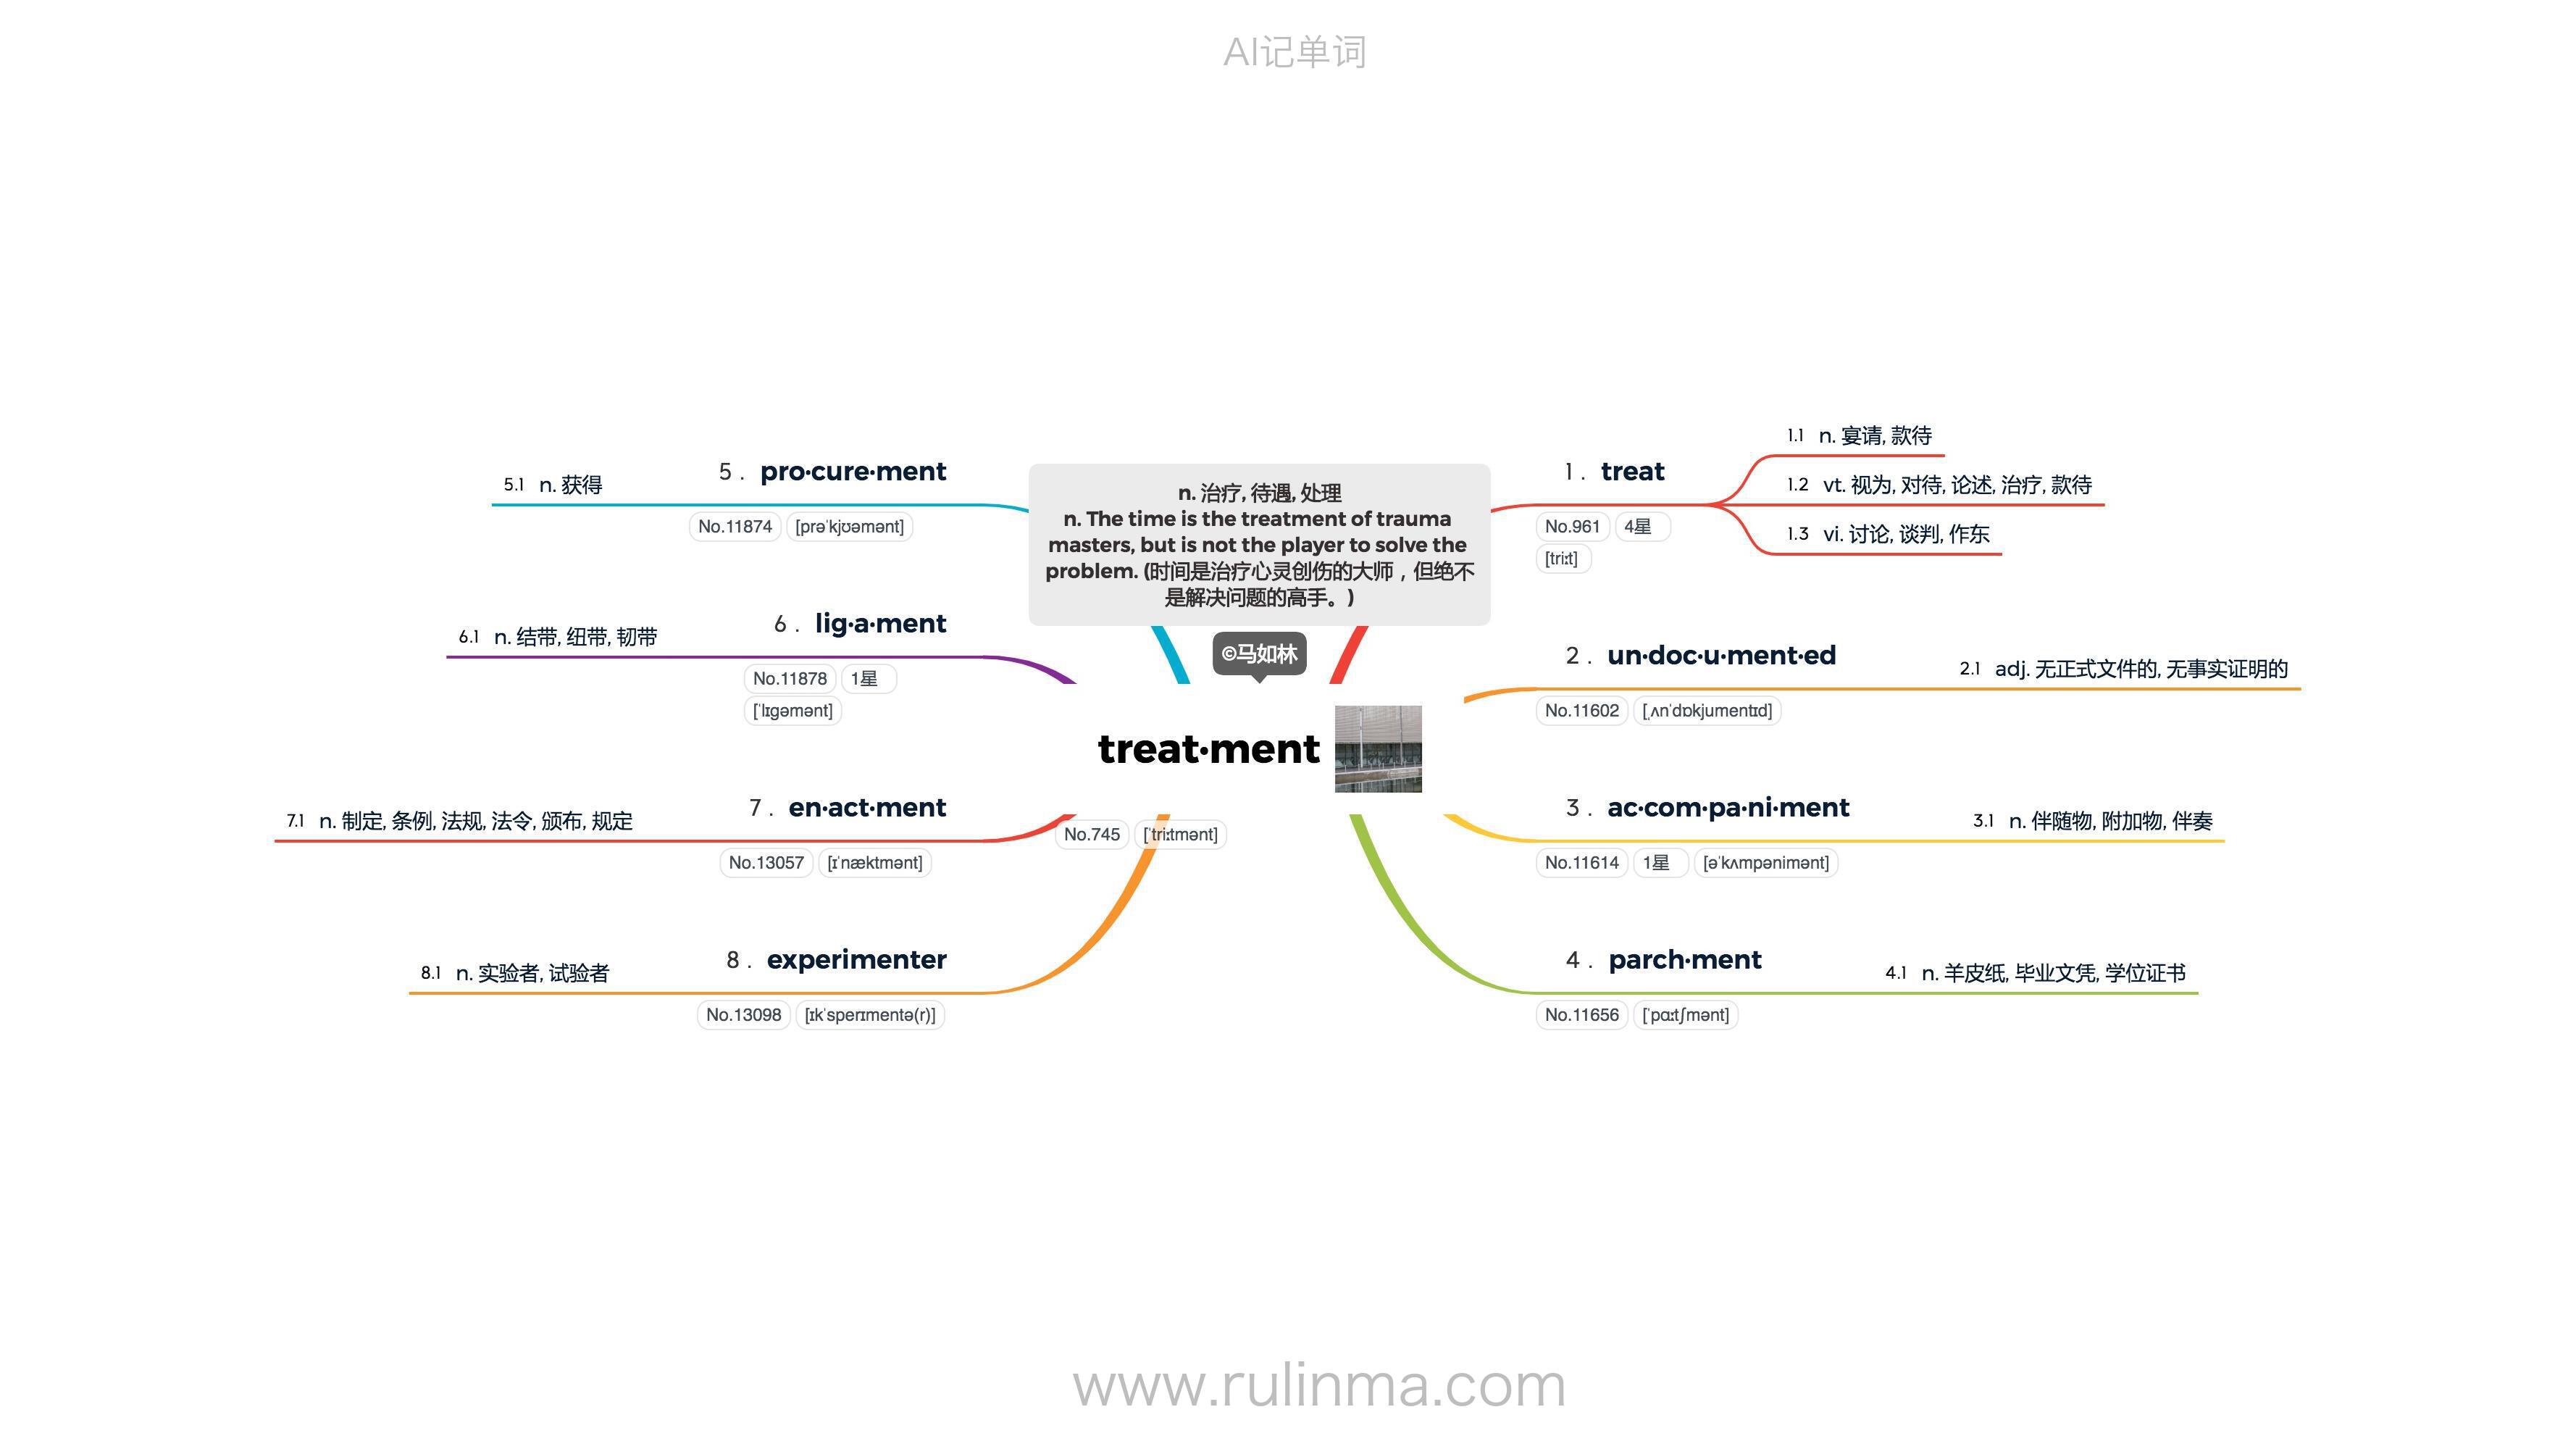 AI记单词
n. 治疗, 待遇, 处理
n. The time is the treatment of trauma
masters, but is not the player to solve the
problem. (时间是治疗心灵创伤的大师，但绝不
是解决问题的高手。)
©马如林
treat·ment
No.745 [ˈtriːtmənt]
1. treat
No.961 4星
[triːt]
1.1 n. 宴请, 款待
1.2 vt. 视为, 对待, 论述, 治疗, 款待
1.3 vi. 讨论, 谈判, 作东
2. un·doc·u·ment·ed
No.11602 [ˌʌnˈdɒkjumentɪd]
2.1 adj. 无正式文件的, 无事实证明的
3. ac·com·pa·ni·ment
No.11614 1星 [əˈkʌmpənimənt]
3.1 n. 伴随物, 附加物, 伴奏
4. parch·ment
No.11656 [ˈpɑːtʃmənt]
4.1 n. 羊皮纸, 毕业文凭, 学位证书
5. pro·cure·ment
No.11874 [prəˈkjʊəmənt]
5.1 n. 获得
6. lig·a·ment
No.11878 1星
[ˈlɪɡəmənt]
6.1 n. 结带, 纽带, 韧带
7. en·act·ment
No.13057 [ɪˈnæktmənt]
7.1 n. 制定, 条例, 法规, 法令, 颁布, 规定
8. experimenter
No.13098 [ɪkˈsperɪmentə(r)]
8.1 n. 实验者, 试验者
www.rulinma.com